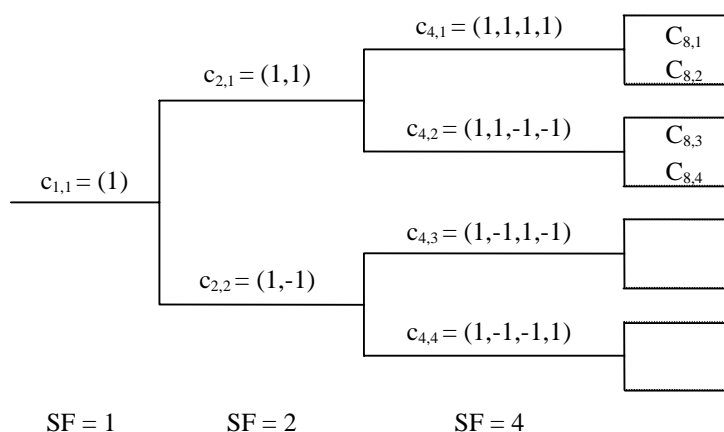 c4,1 = (1,1,1,1)
C8,1
c2,1 = (1,1)
C8,2
c4,2 = (1,1,-1,-1)
C8,3
c1,1 = (1)
C8,4
c4,3 = (1,-1,1,-1)
c2,2 = (1,-1)
c4,4 = (1,-1,-1,1)
SF = 1
SF = 2
SF = 4